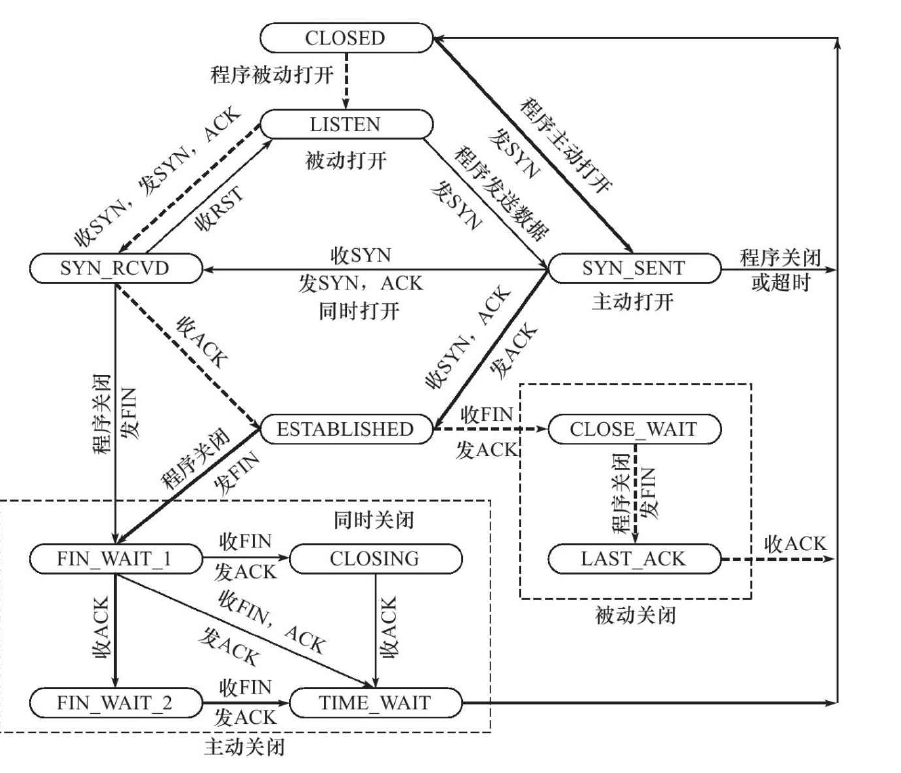 CLOSED
程序被动打开
LISTEN
被动打开
程序主动打开
发SYN
收SYN，发SYN，ACK
收RST
程序发送数据
发SYN
SYN_RCVD
收SYN
发SYN，ACK
同时打开
SYN_SENT
主动打开
程序关闭
或超时
收ACK
收SYN，ACK
发ACK
程序关闭
发FIN
ESTABLISHED
收FIN
发ACK
CLOSE_WAIT
程序关闭
发FIN
程序关闭
发FIN
LAST_ACK
收ACK
被动关闭
同时关闭
FIN_WAIT_1
收FIN
发ACK
CLOSING
收ACK
收FIN，ACK
发ACK
收ACK
FIN_WAIT_2
收FIN
发ACK
TIME_WAIT
主动关闭